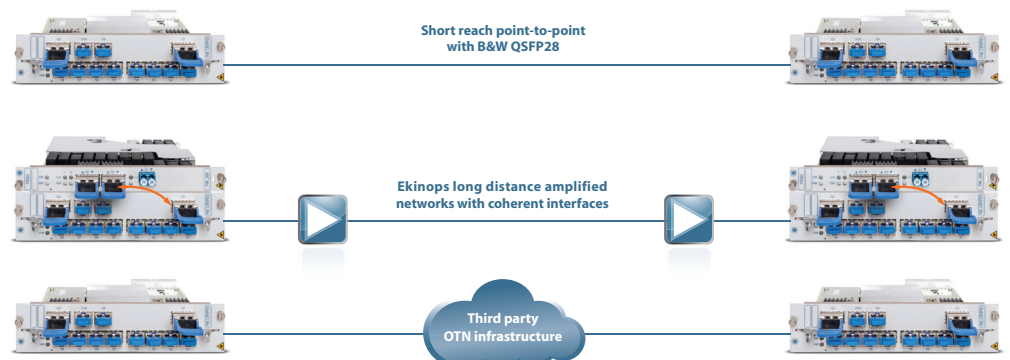 Short reach point-to-point
with B&W QSFP28
Ekinops long distance amplified
networks with coherent interfaces
Third party
OTN infrastructure